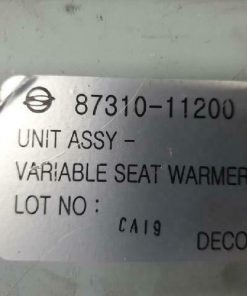 87310-11200
UNIT ASSY -
VARIABLE SEAT WARMER
LOT NO :
CA19
DECO